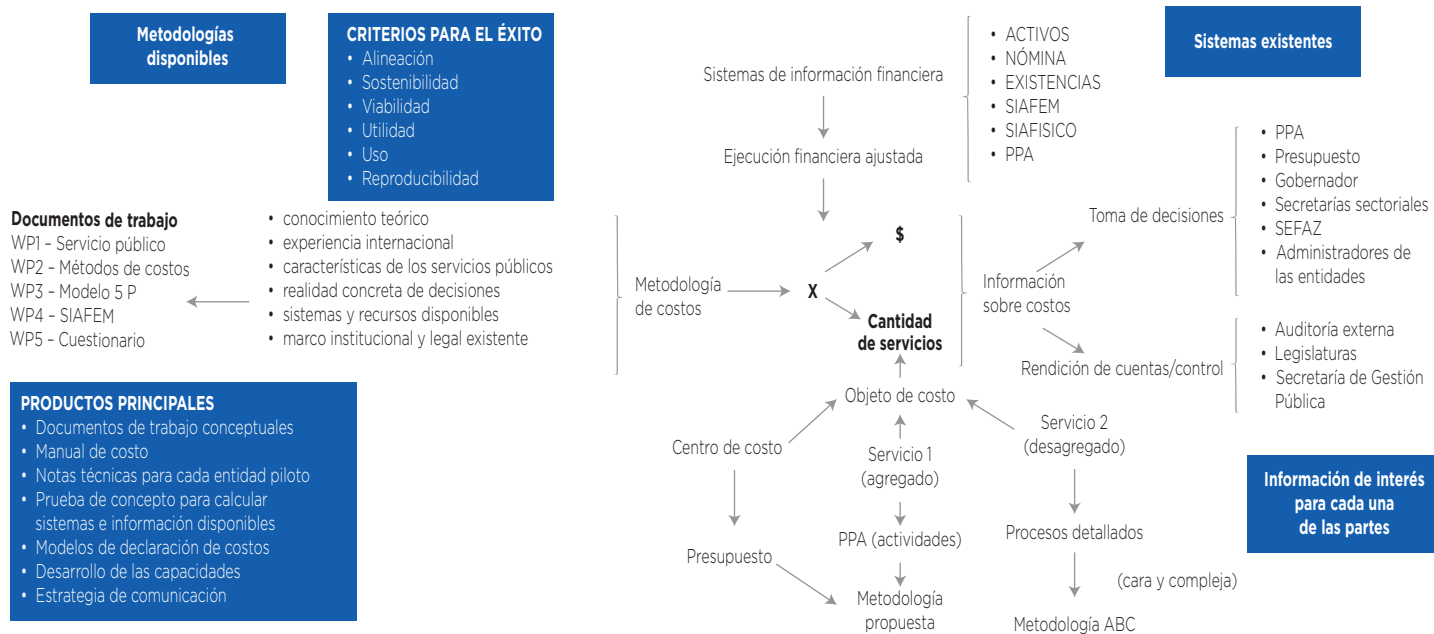 Metodologías
disponibles
CRITERIOS PARA EL ÉXITO
• Alineación
• Sostenibilidad
• Viabilidad
• Utilidad
• Uso
• Reproducibilidad
Sistemas de información financiera
Ejecución financiera ajustada
• ACTIVOS
• NÓMINA
• EXISTENCIAS
• SIAFEM
• SIAFISICO
• PPA
Sistemas existentes
Documentos de trabajo
WP1 – Servicio público
WP2 – Métodos de costos
WP3 – Modelo 5 P
WP4 – SIAFEM
WP5 – Cuestionario
• conocimiento teórico
• experiencia internacional
• características de los servicios públicos
• realidad concreta de decisiones
• sistemas y recursos disponibles
• marco institucional y legal existente
Metodología
de costos
X
$
Cantidad
de servicios
Información
sobre costos
Toma de decisiones
• PPA
• Presupuesto
• Gobernador
• Secretarías sectoriales
• SEFAZ
• Administradores de
las entidades
Rendición de cuentas/control
• Auditoría externa
• Legislaturas
• Secretaría de Gestión
Pública
PRODUCTOS PRINCIPALES
• Documentos de trabajo conceptuales
• Manual de costo
• Notas técnicas para cada entidad piloto
• Prueba de concepto para calcular
sistemas e información disponibles
• Modelos de declaración de costos
• Desarrollo de las capacidades
• Estrategia de comunicación
Objeto de costo
Centro de costo
Servicio 1
(agregado)
Servicio 2
(desagregado)
Presupuesto
PPA (actividades)
Procesos detallados
Metodología
propuesta
(cara y compleja)
Metodología ABC
Información de interés
para cada una
de las partes